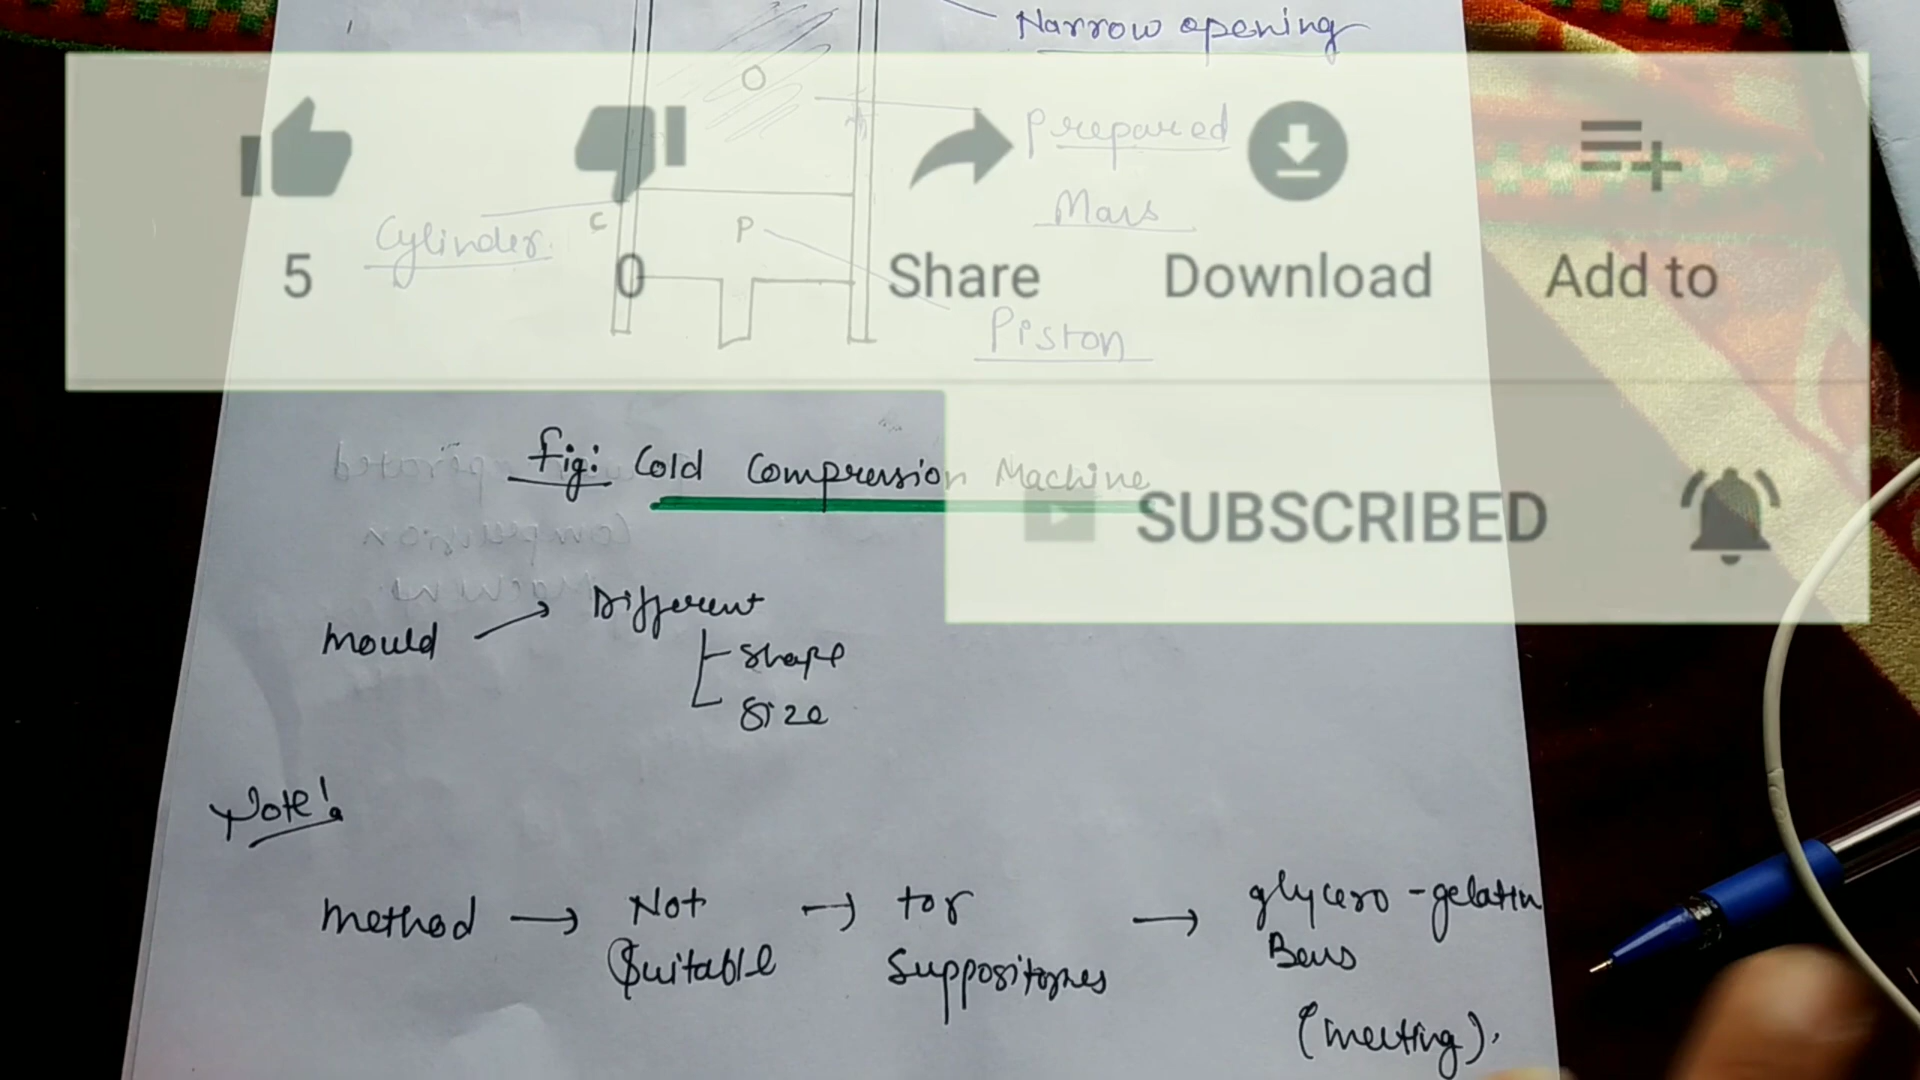 Narrow opening
O
Prepared
Mass
Cylinder
C
P
Piston
5
0
Share
Download
Add to
Fig: Cold Compression Machine
SUBSCRIBED
Mould → Different
Shape
Size
Note!
Method → Not → for → glycero-gelatin
Suitable Suppositories Bass
(melting).